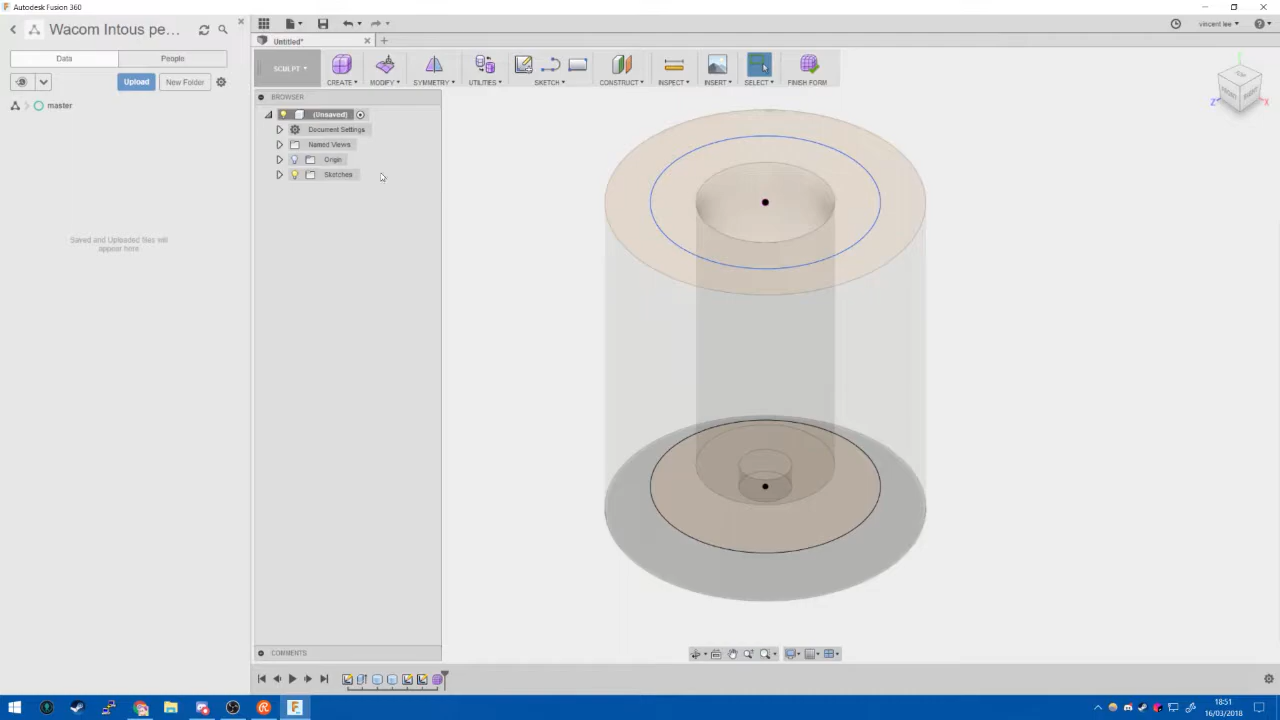 Autodesk Fusion 360
Wacom Intous pe...
Data
People
Upload
New Folder
master
Saved and Uploaded files will
appear here
Untitled*
vincent lee
SCULPT
CREATE
MODIFY
SYMMETRY
UTILITIES
SKETCH
CONSTRUCT
INSPECT
INSERT
SELECT
FINISH FORM
BROWSER
(Unsaved)
Document Settings
Named Views
Origin
Sketches
FRONT
RIGHT
Z
X
COMMENTS
18:51
16/03/2018